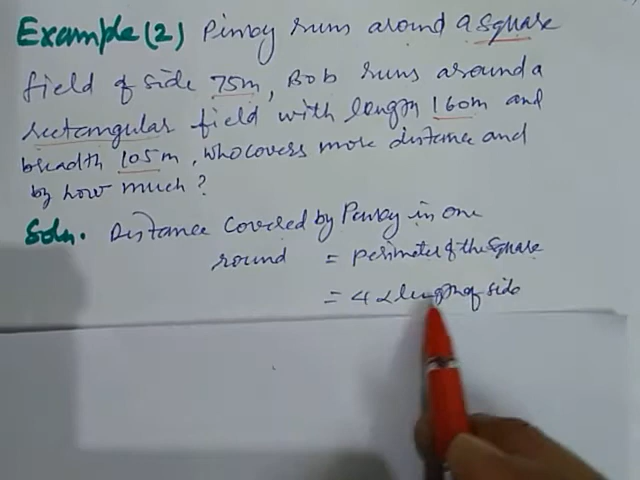 Example (2) Pinky runs around a square
field of side 75m, Bob runs around a
rectangular field with length 160m and
breadth 105m, who covers more distance and
by how much?
Soln. Distance covered by Pinky in one
round = perimeter of the square
= 4 × length of side